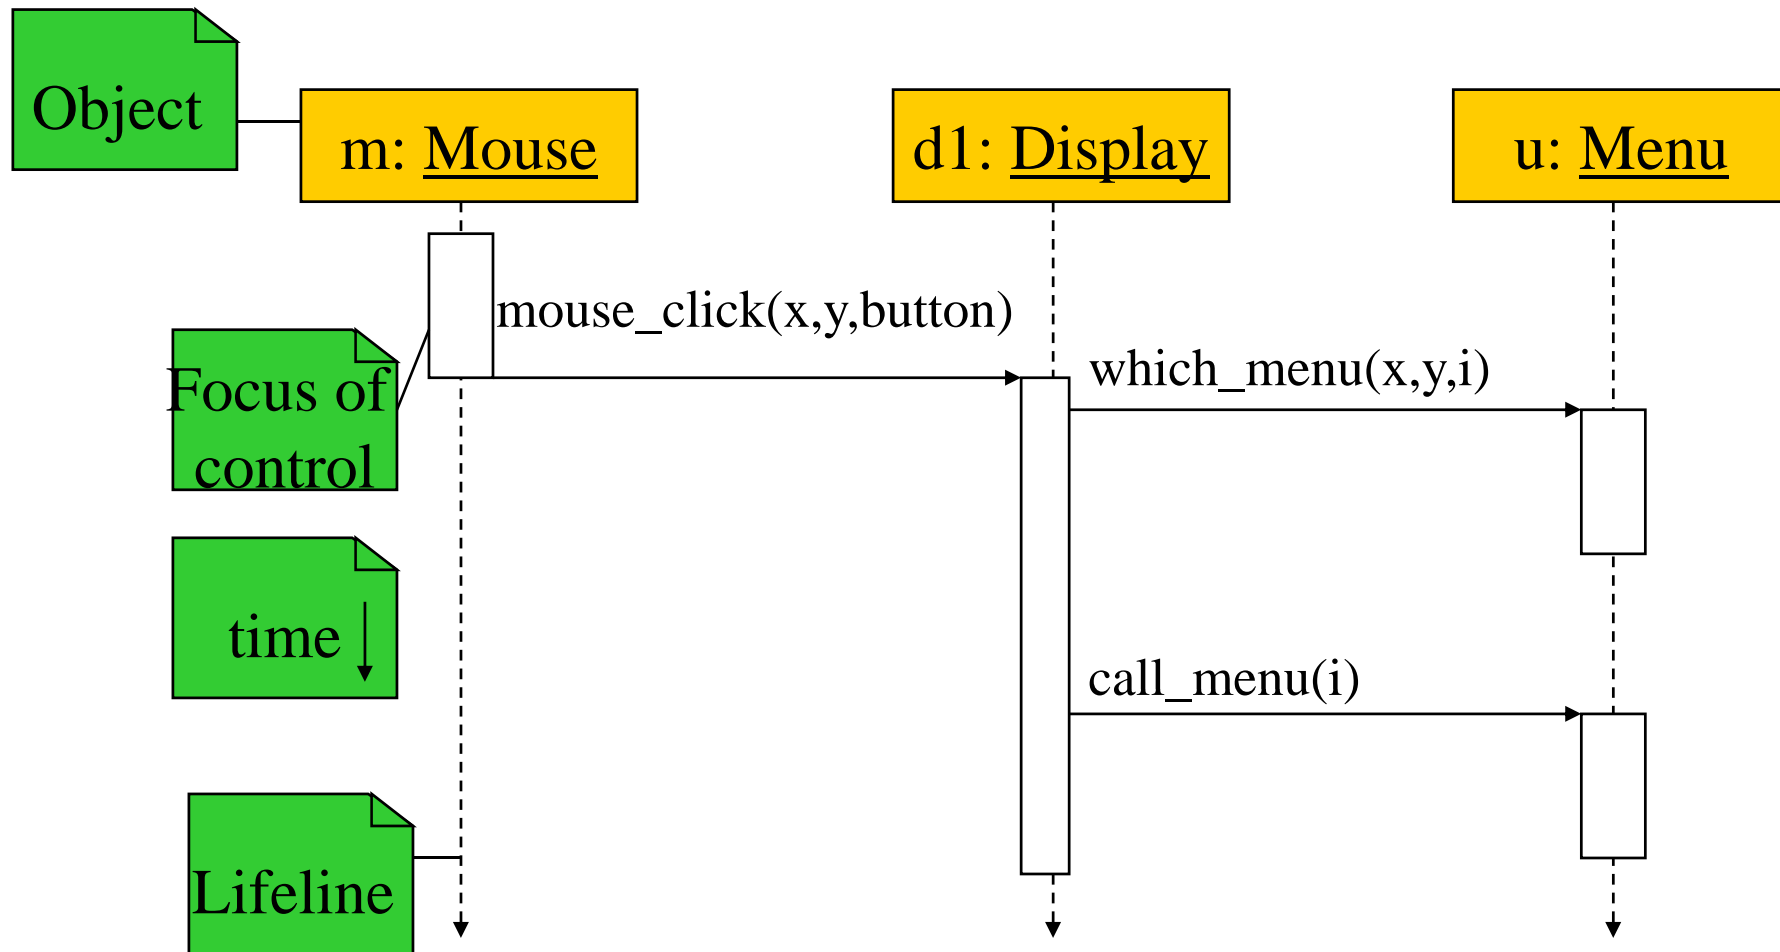 Object
m: Mouse
d1: Display
u: Menu
mouse_click(x,y,button)
which_menu(x,y,i)
Focus of
control
time
call_menu(i)
Lifeline